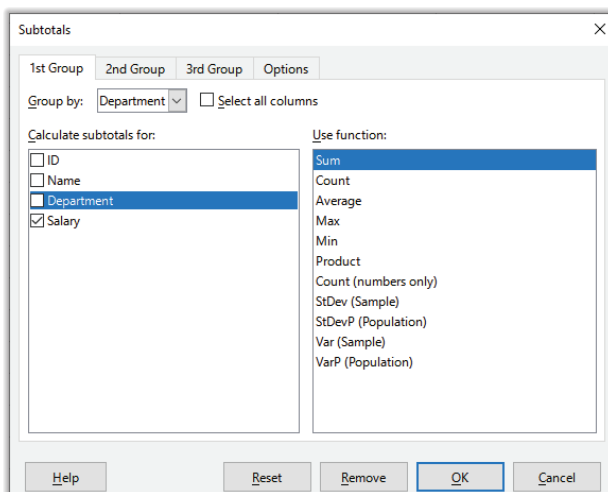 Subtotals
1st Group 2nd Group 3rd Group Options
Group by: Department Select all columns
Calculate subtotals for:
ID
Name
Department
Salary
Use function:
Sum
Count
Average
Max
Min
Product
Count (numbers only)
StDev (Sample)
StDevP (Population)
Var (Sample)
VarP (Population)
Help Reset Remove OK Cancel